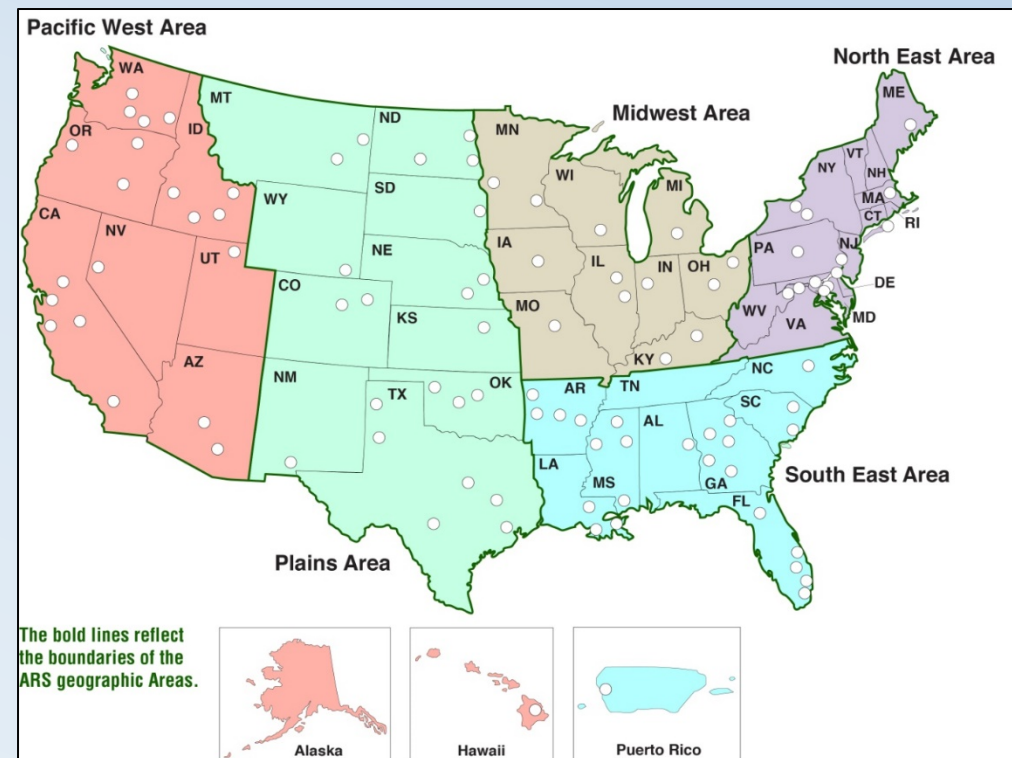 Pacific West Area
North East Area
Midwest Area
WA
MT
ND
MN
ME
OR
ID
VT
NY
NH
WI
MI
MA
SD
WY
CT
RI
CA
NV
IA
PA
NJ
UT
NE
IL
IN
OH
CO
DE
MO
WV
MD
KS
VA
KY
AZ
NC
NM
TX
OK
AR
TN
SC
AL
LA
MS
GA
South East Area
FL
Plains Area
The bold lines reflect
the boundaries of the
ARS geographic Areas.
Alaska
Hawaii
Puerto Rico